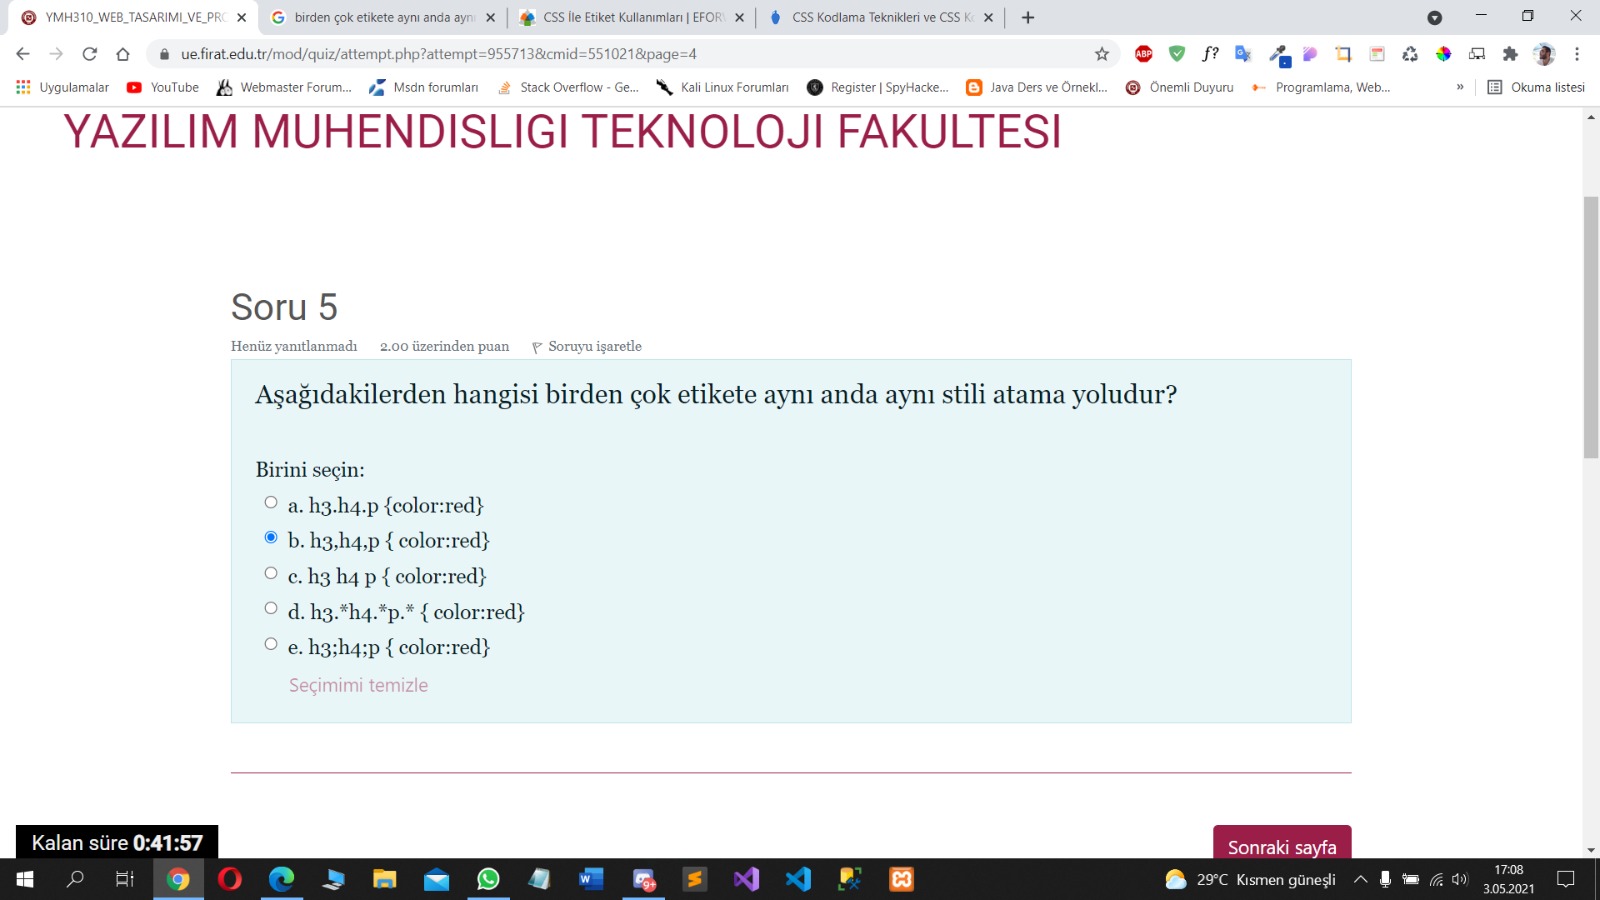 YMH310_WEB_TASARIMI_VE_PRO
birden çok etikete aynı anda ayn
CSS İle Etiket Kullanımları | EFOR
CSS Kodlama Teknikleri ve CSS K
ue.firat.edu.tr/mod/quiz/attempt.php?attempt=955713&cmid=551021&page=4
ABP
f?
Uygulamalar
YouTube
Webmaster Forum...
Msdn forumları
Stack Overflow - Ge...
Kali Linux Forumları
Register | SpyHacke...
Java Ders ve Örnekl...
Önemli Duyuru
Programlama, Web...
»
Okuma listesi
YAZILIM MUHENDISLIGI TEKNOLOJI FAKULTESI
Soru 5
Henüz yanıtlanmadı
2.00 üzerinden puan
Soruyu işaretle
Aşağıdakilerden hangisi birden çok etikete aynı anda aynı stili atama yoludur?
Birini seçin:
a. h3.h4.p {color:red}
b. h3,h4,p { color:red}
c. h3 h4 p { color:red}
d. h3.*h4.*p.* { color:red}
e. h3;h4;p { color:red}
Seçimimi temizle
Kalan süre 0:41:57
Sonraki sayfa
9+
29°C Kısmen güneşli
17:08
3.05.2021